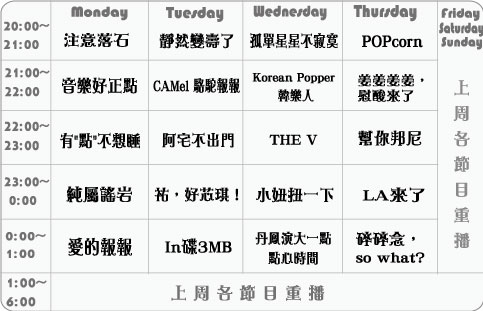 Monday Tuesday Wednesday Thursday Friday
Saturday
Sunday
20:00~
21:00
注意落石 靜然變濤了 孤單星星不寂寞 POPcorn
21:00~
22:00
音樂好正點 CAMel 駱駝報報 Korean Popper
韓樂人
姜姜姜姜，
尉酸來了
22:00~
23:00
有"點"不想睡 阿宅不出門 THE V 幫你邦尼
23:00~
0:00
純屬謠岩 祐，好芯琪！ 小妞扭一下 LA來了
0:00~
1:00
愛的報報 In碟3MB 丹風演大一點
點心時間
碎碎念，
so what?
上周各節目重播
1:00~
6:00
上周各節目重播